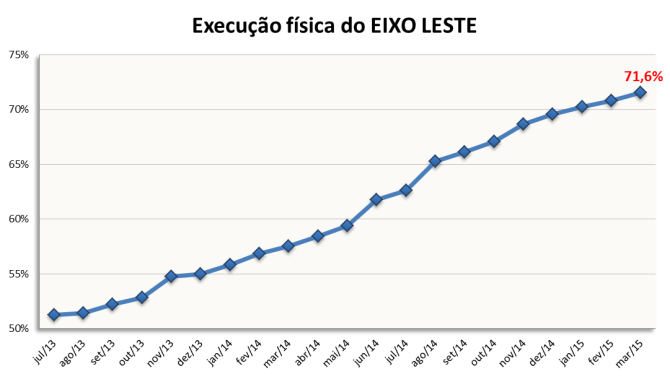 Execução física do EIXO LESTE
75%
71,6%
70%
65%
60%
55%
50%
jul/13
ago/13
set/13
out/13
nov/13
dez/13
jan/14
fev/14
mar/14
abr/14
mai/14
jun/14
jul/14
ago/14
set/14
out/14
nov/14
dez/14
jan/15
fev/15
mar/15